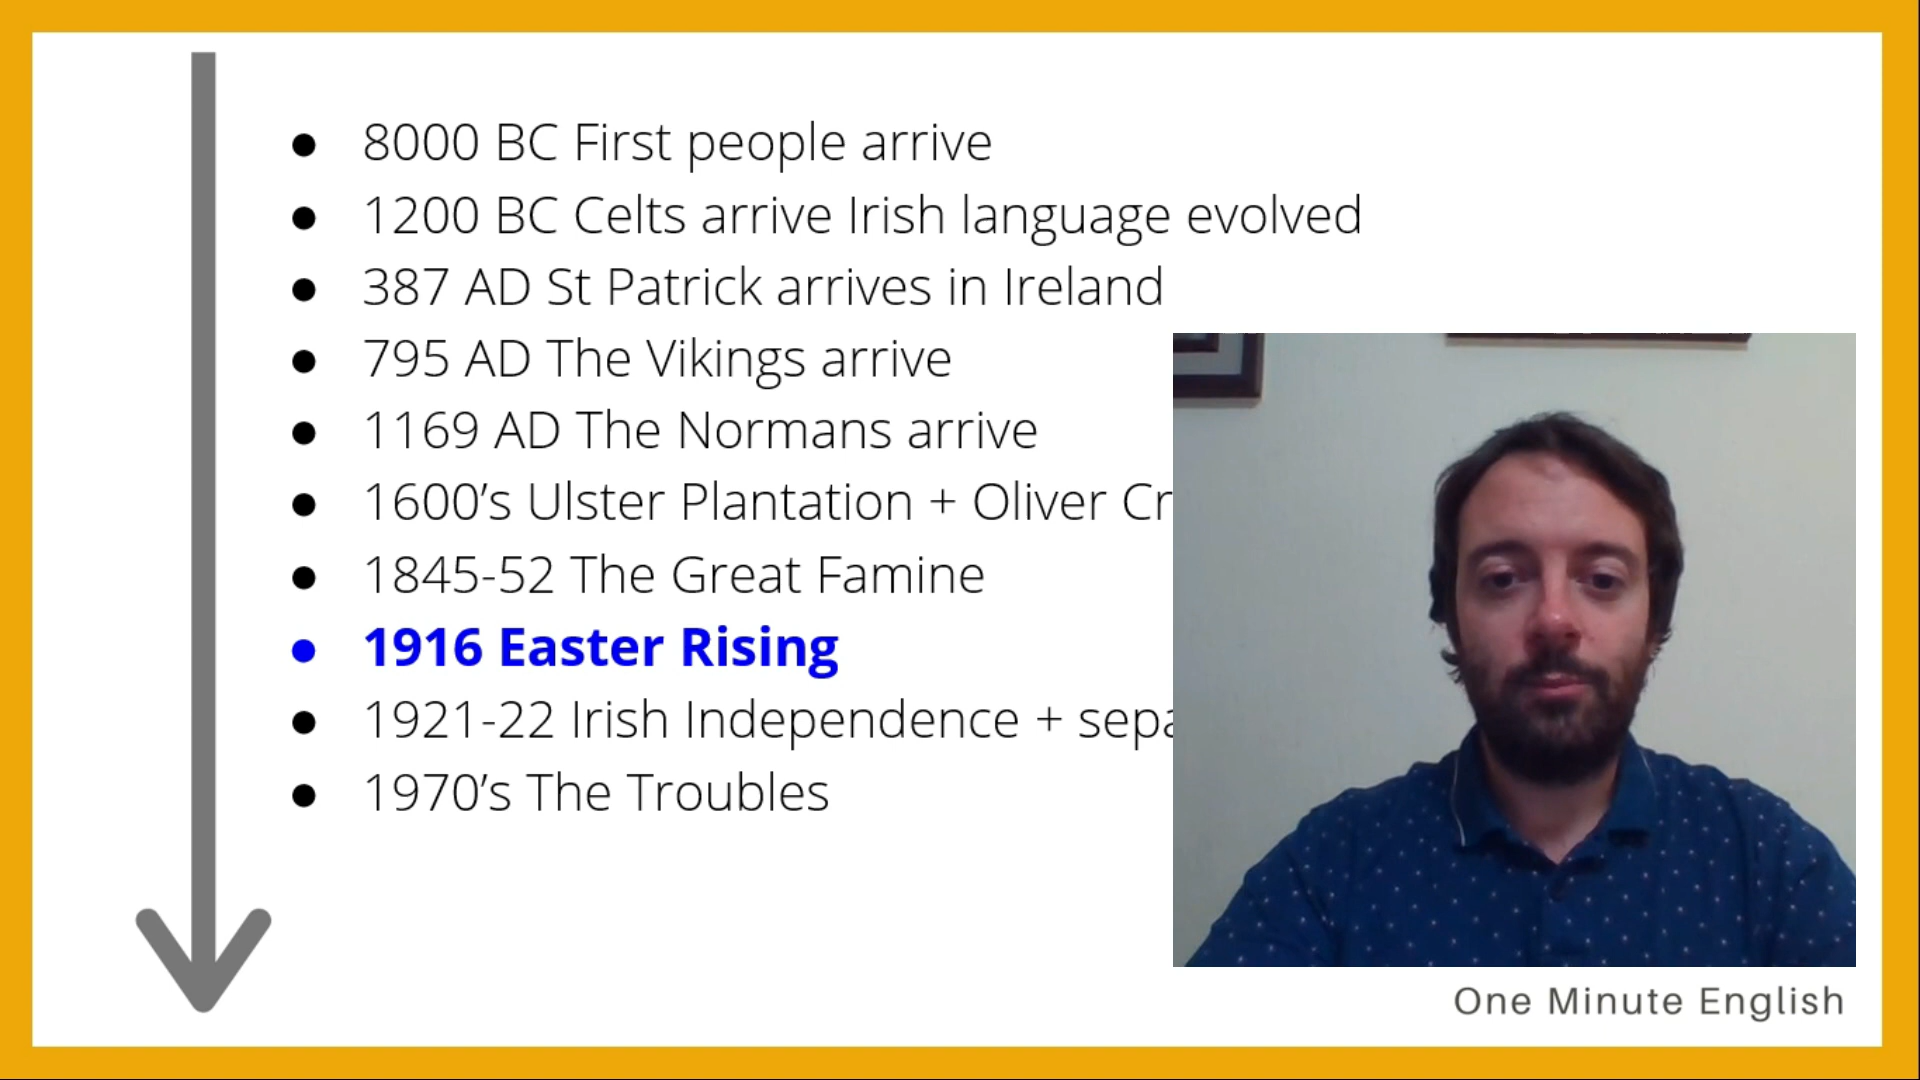 ● 8000 BC First people arrive
● 1200 BC Celts arrive Irish language evolved
● 387 AD St Patrick arrives in Ireland
● 795 AD The Vikings arrive
● 1169 AD The Normans arrive
● 1600’s Ulster Plantation + Oliver
● 1845-52 The Great Famine
● 1916 Easter Rising
● 1921-22 Irish Independence +
● 1970’s The Troubles
One Minute English